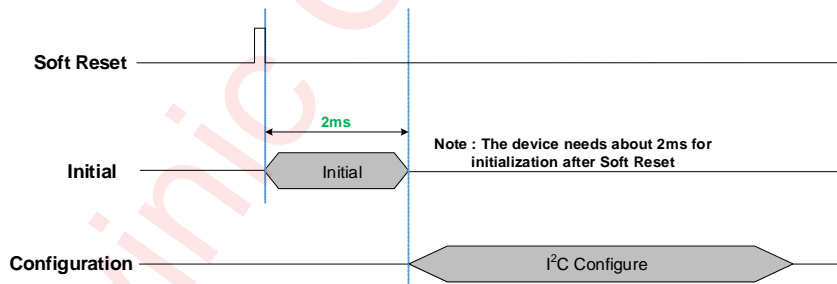 Soft Reset
2ms
Note : The device needs about 2ms for
initialization after Soft Reset
Initial
Initial
Configuration
I²C Configure